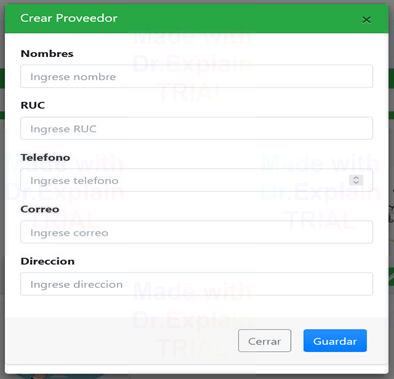 Crear Proveedor ×
Nombres
Ingrese nombre
RUC
Ingrese RUC
Telefono
Ingrese telefono
Correo
Ingrese correo
Direccion
Ingrese direccion
Cerrar Guardar
Made with
Dr.Explain
TRIAL
Made with
Dr.Explain
TRIAL
Made with
Dr.Explain
TRIAL
Made with
Dr.Explain
TRIAL